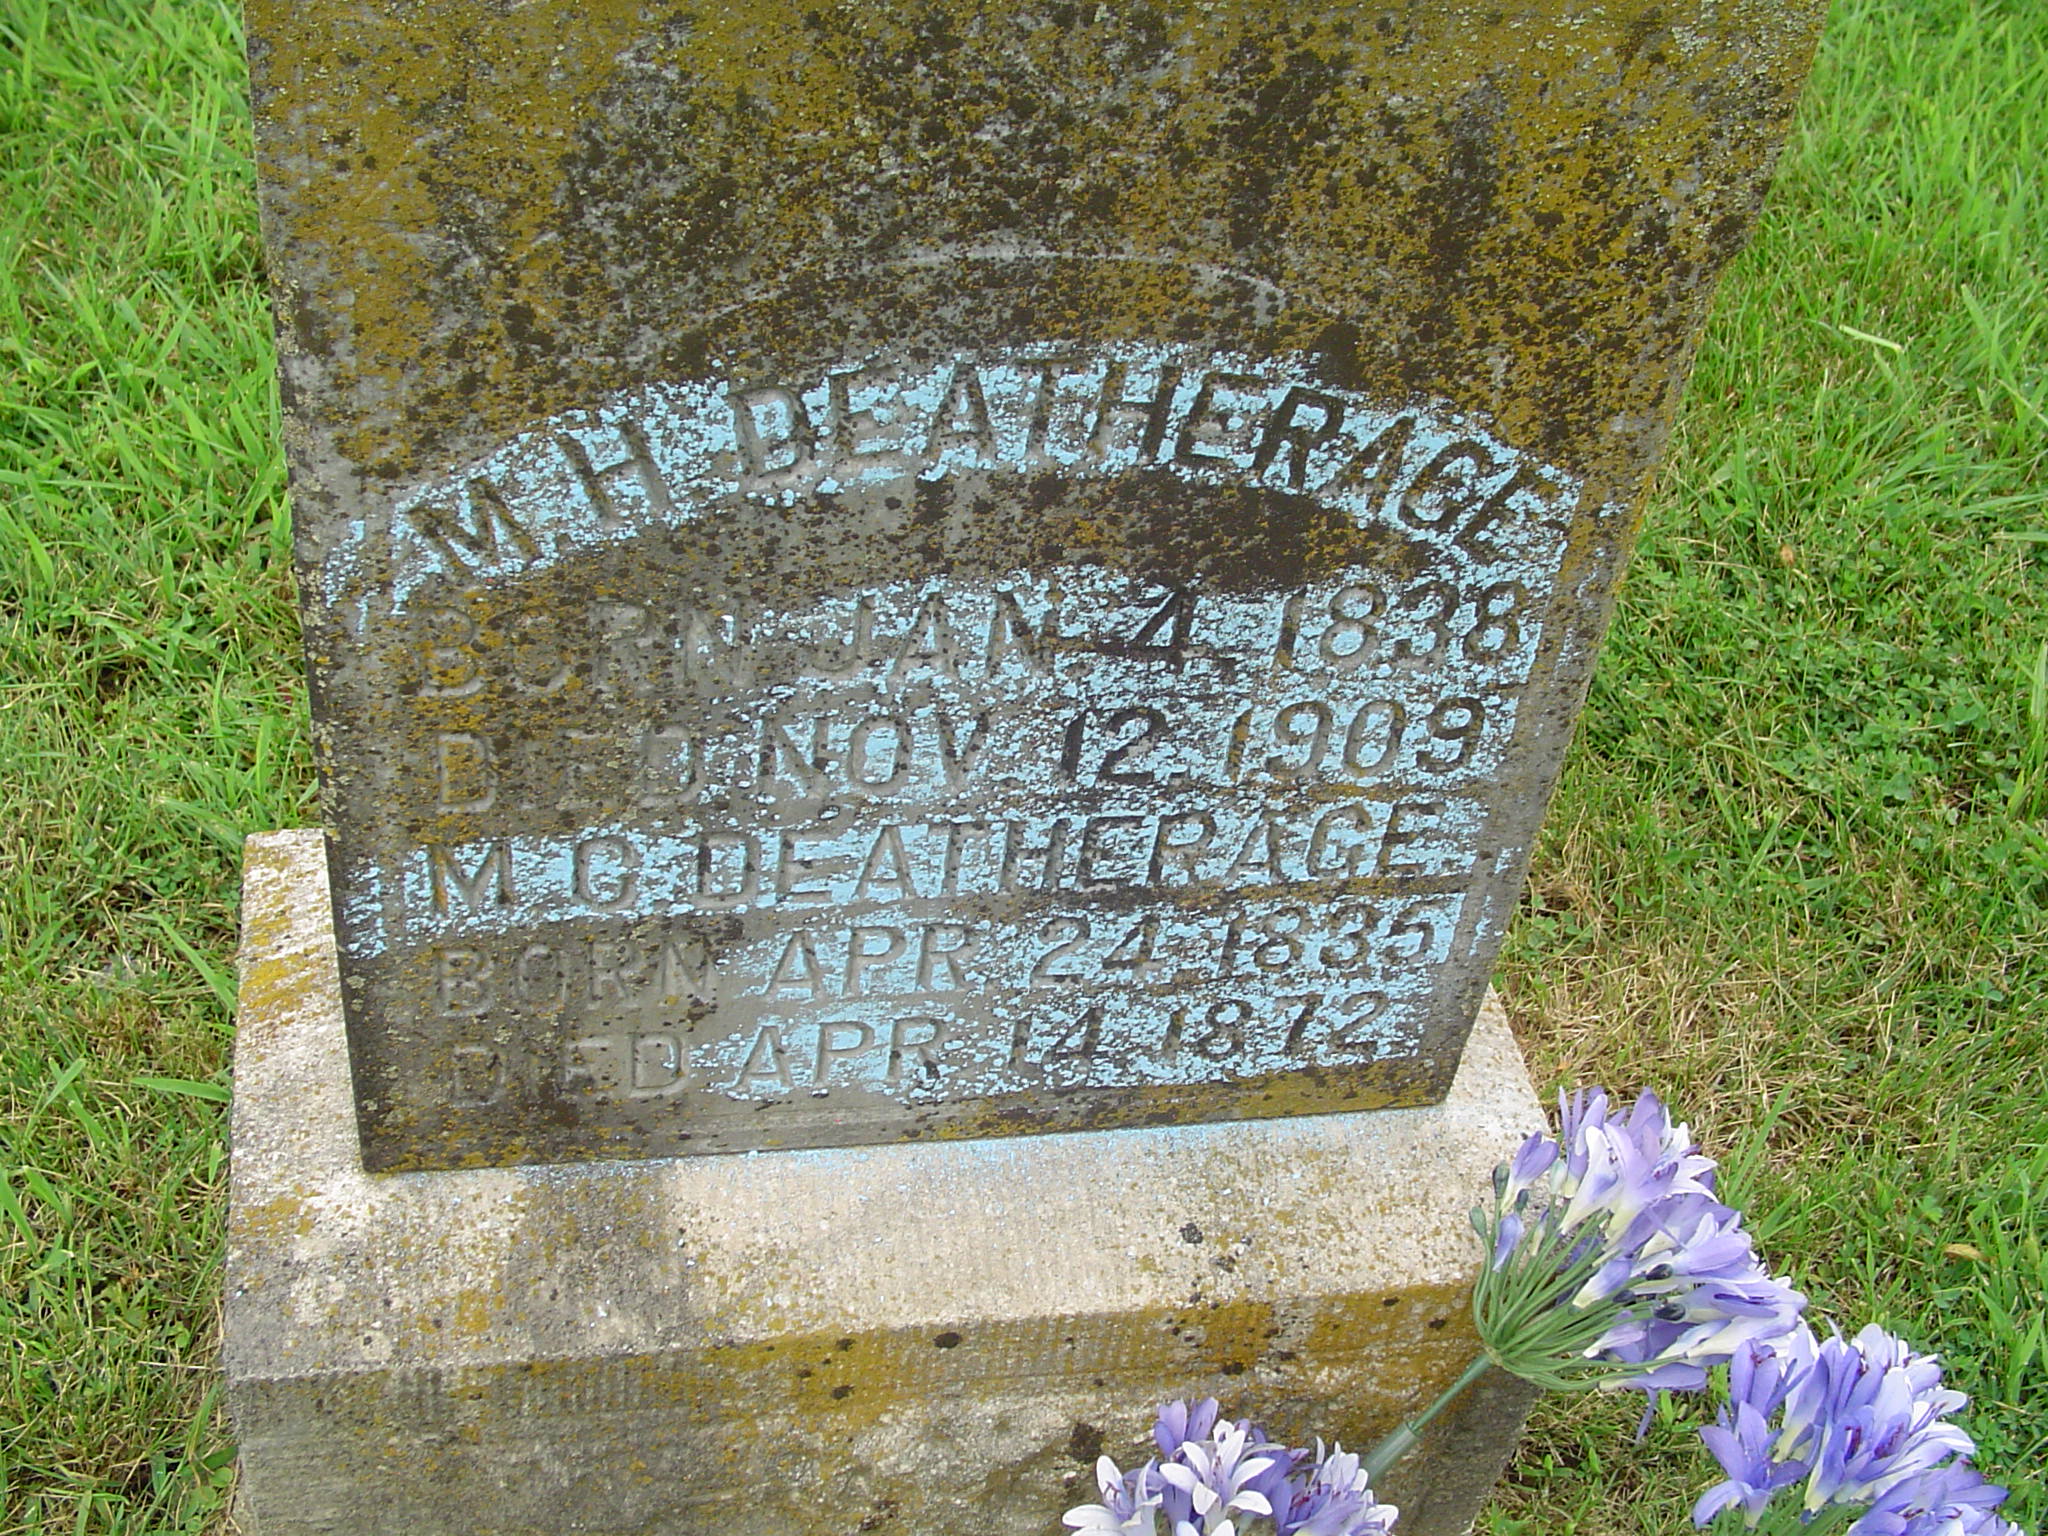 M. H. DEATHERAGE
BORN JAN. 4, 1838
DIED NOV. 12, 1909
M. G. DEATHERAGE
BORN APR. 24, 1835
DIED APR. 14, 1872